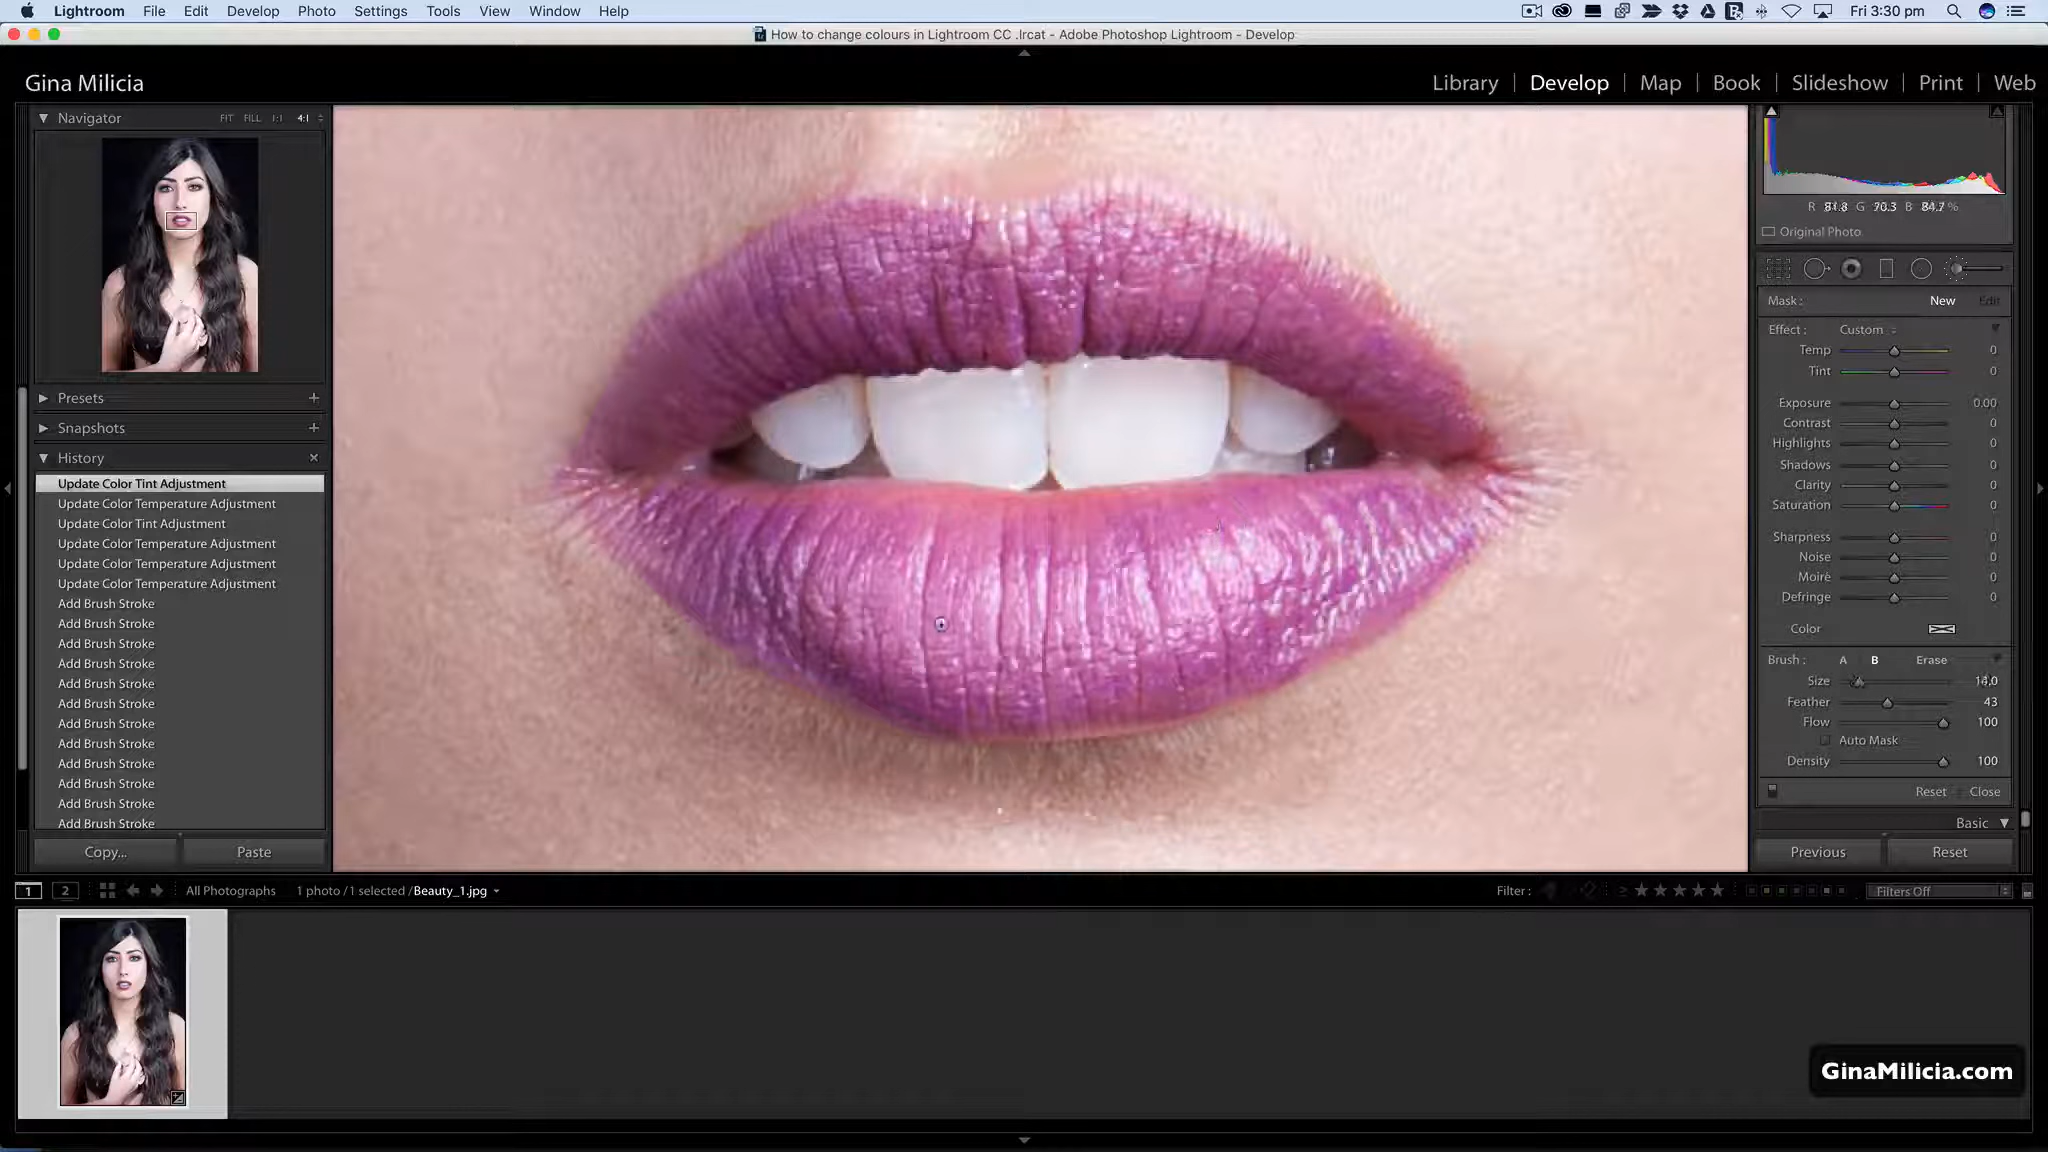 Lightroom File Edit Develop Photo Settings Tools View Window Help Fri 3:30 pm
How to change colours in Lightroom CC .lrcat - Adobe Photoshop Lightroom - Develop
Gina Milicia
Library Develop Map Book Slideshow Print Web
Navigator FIT FILL 1:1 4:1
Presets
Snapshots
History
Update Color Tint Adjustment
Update Color Temperature Adjustment
Update Color Tint Adjustment
Update Color Temperature Adjustment
Update Color Temperature Adjustment
Update Color Temperature Adjustment
Add Brush Stroke
Add Brush Stroke
Add Brush Stroke
Add Brush Stroke
Add Brush Stroke
Add Brush Stroke
Add Brush Stroke
Add Brush Stroke
Add Brush Stroke
Add Brush Stroke
Add Brush Stroke
Add Brush Stroke
Copy... Paste
R 81.8 G 70.3 B 84.7 %
Original Photo
Mask : New Edit
Effect : Custom
Temp 0
Tint 0
Exposure 0.00
Contrast 0
Highlights 0
Shadows 0
Clarity 0
Saturation 0
Sharpness 0
Noise 0
Moiré 0
Defringe 0
Color
Brush : A B Erase
Size 14.0
Feather 43
Flow 100
Auto Mask
Density 100
Reset Close
Basic
Previous Reset
1 2 All Photographs 1 photo / 1 selected / Beauty_1.jpg Filter : Filters Off
GinaMilicia.com